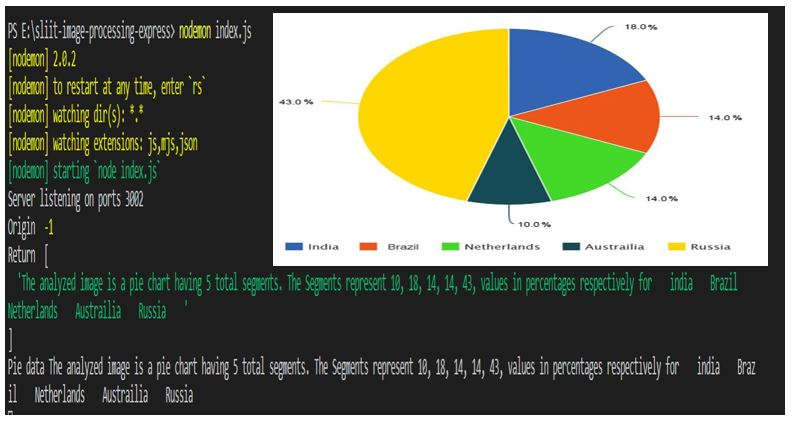 PS E:\sliit-image-processing-express> nodemon index.js
[nodemon] 2.0.2
[nodemon] to restart at any time, enter `rs`
[nodemon] watching dir(s): *.*
[nodemon] watching extensions: js,mjs,json
[nodemon] starting `node index.js`
Server listening on ports 3002
Origin -1
Return [
18.0%
43.0%
14.0%
14.0%
10.0%
India Brazil Netherlands Austrailia Russia
'The analyzed image is a pie chart having 5 total segments. The Segments represent 10, 18, 14, 14, 43, values in percentages respectively for india Brazil
Netherlands Austrailia Russia '
]
Pie data The analyzed image is a pie chart having 5 total segments. The Segments represent 10, 18, 14, 14, 43, values in percentages respectively for india Braz
il Netherlands Austrailia Russia